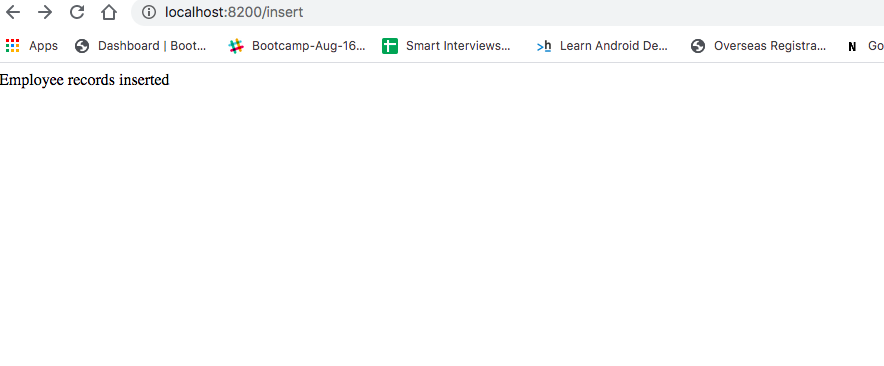 localhost:8200/insert
Apps Dashboard | Boot... Bootcamp-Aug-16... Smart Interviews... >h Learn Android De... Overseas Registra... N Go
Employee records inserted